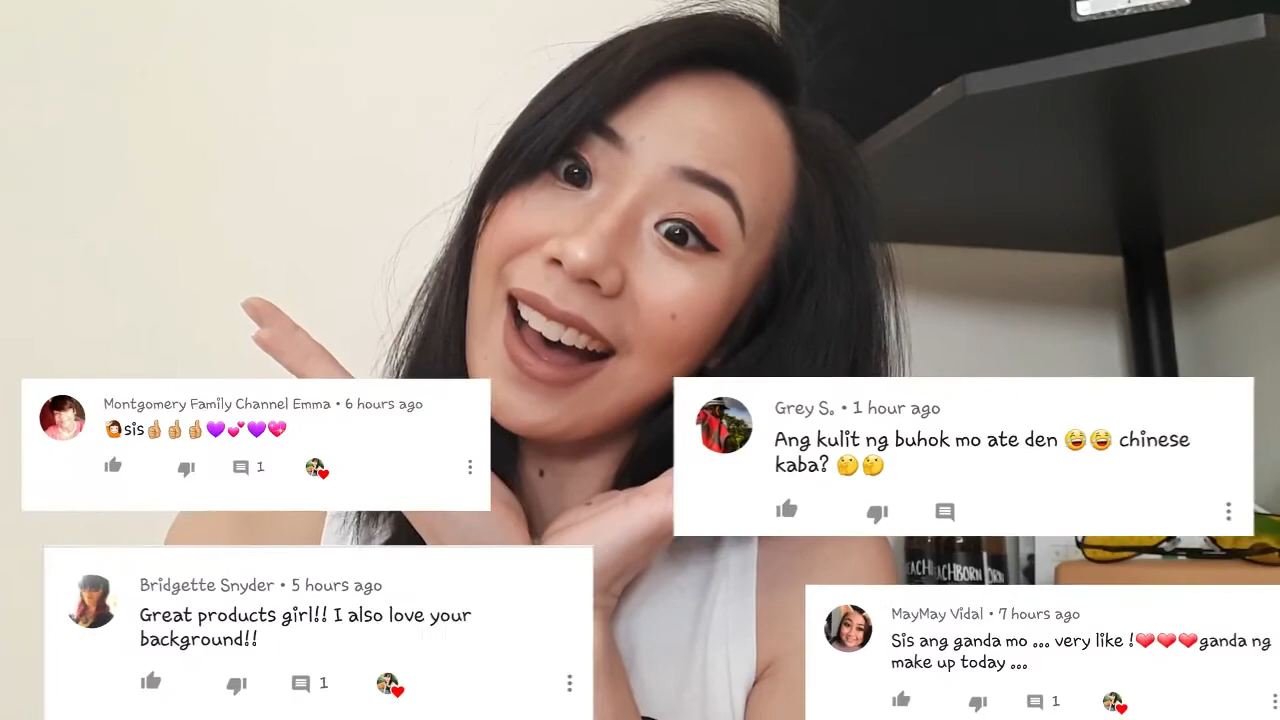 Montgomery Family Channel Emma • 6 hours ago
🙋sis👍👍👍💜💕💜💖
1
Grey S. • 1 hour ago
Ang kulit ng buhok mo ate den 😂😂 chinese
kaba? 🤔🤔
Bridgette Snyder • 5 hours ago
Great products girl!! I also love your
background!!
1
MayMay Vidal • 7 hours ago
Sis ang ganda mo ... very like !❤❤❤ganda ng
make up today ...
1